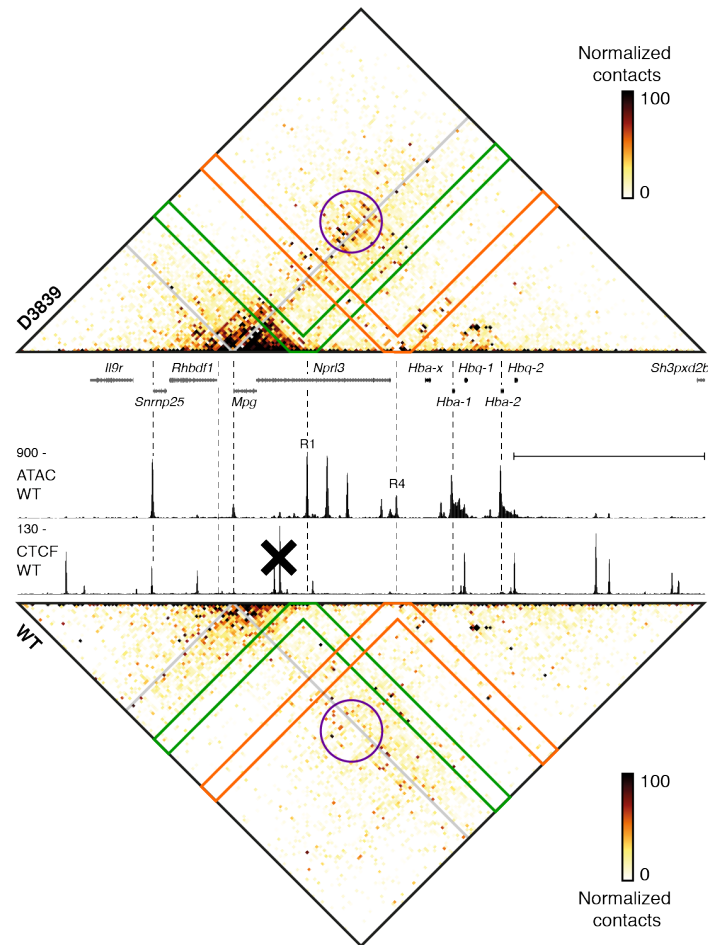 Normalized
contacts
100
0
D3839
Il9r Rhbdf1 Nprl3 Hba-x Hbq-1 Hbq-2 Sh3pxd2b
Snrnp25 Mpg Hba-1 Hba-2
R1
900 -
ATAC
WT
R4
130 -
CTCF
WT
WT
100
0
Normalized
contacts